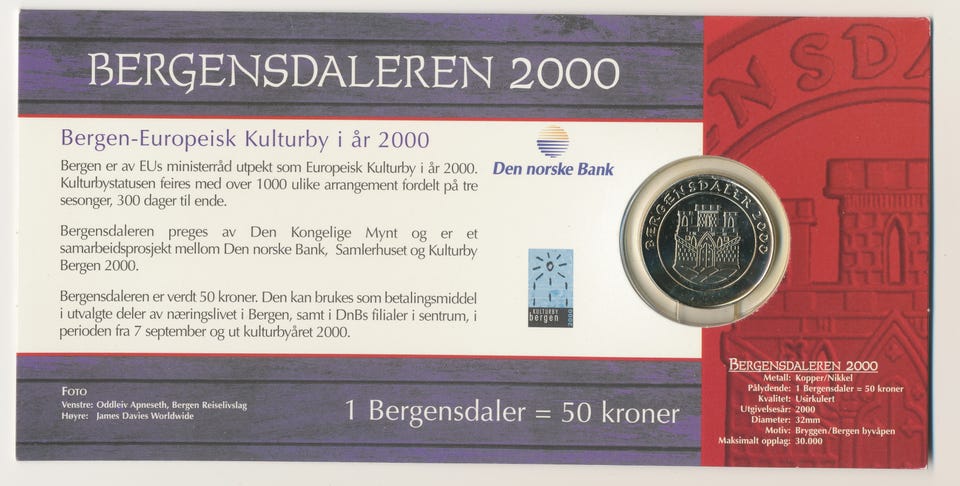 BERGENSDALEREN 2000
Bergen-Europeisk Kulturby i år 2000
Bergen er av EUs ministerråd utpekt som Europeisk Kulturby i år 2000.
Kulturbystatusen feires med over 1000 ulike arrangement fordelt på tre
sesonger, 300 dager til ende.
Bergensdaleren preges av Den Kongelige Mynt og er et
samarbeidsprosjekt mellom Den norske Bank, Samlerhuset og Kulturby
Bergen 2000.
Bergensdaleren er verdt 50 kroner. Den kan brukes som betalingsmiddel
i utvalgte deler av næringslivet i Bergen, samt i DnBs filialer i sentrum, i
perioden fra 7 september og ut kulturbyåret 2000.
Den norske Bank
KULTURBY
bergen
2000
BERGENSDALER 2000
FOTO
Venstre: Oddleiv Apneseth, Bergen Reiselivslag
Høyre: James Davies Worldwide
1 Bergensdaler = 50 kroner
NSDA
BERGENSDALEREN 2000
Metall: Kopper/Nikkel
Pålydende: 1 Bergensdaler = 50 kroner
Kvalitet: Usirkulert
Utgivelsesår: 2000
Diameter: 32mm
Motiv: Bryggen/Bergen byvåpen
Maksimalt opplag: 30.000